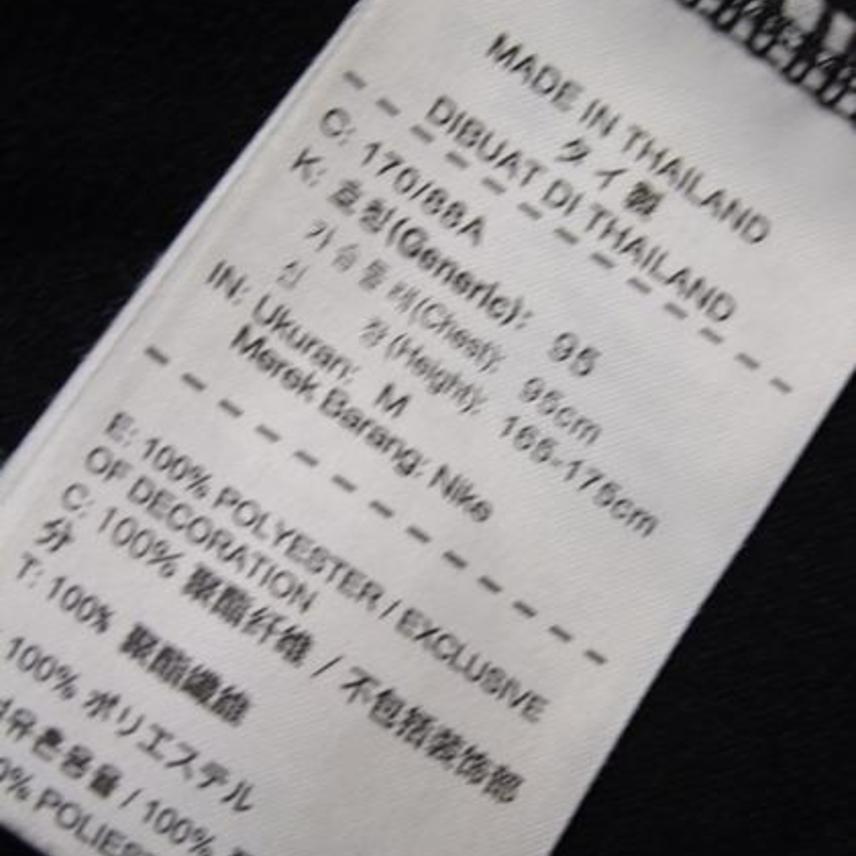 MADE IN THAILAND
タイ製
DIBUAT DI THAILAND
C: 170/88A
K: 호칭(Generic): 95
가슴둘레(Chest): 95cm
신 장(Height): 165-175cm
IN: Ukuran: M
Merek Barang: Nike
E: 100% POLYESTER / EXCLUSIVE
OF DECORATION
C: 100% 聚酯纤维 / 不包括装饰部
分
T: 100% 聚酯纖維
100% ポリエステル
/ 100%
0% POLIES